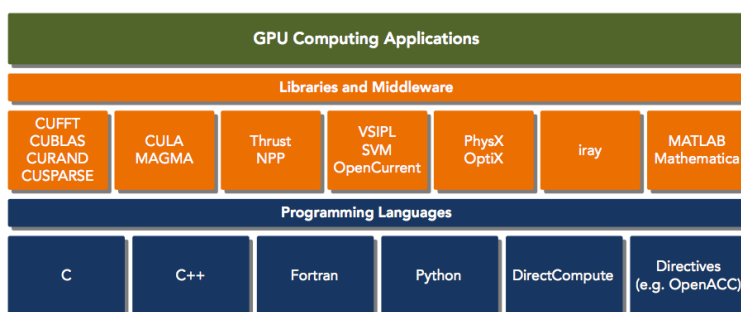 GPU Computing Applications
Libraries and Middleware
CUFFT
CUBLAS
CURAND
CUSPARSE
CULA
MAGMA
Thrust
NPP
VSIPL
SVM
OpenCurrent
PhysX
OptiX
iray
MATLAB
Mathematica
Programming Languages
C
C++
Fortran
Python
DirectCompute
Directives
(e.g. OpenACC)